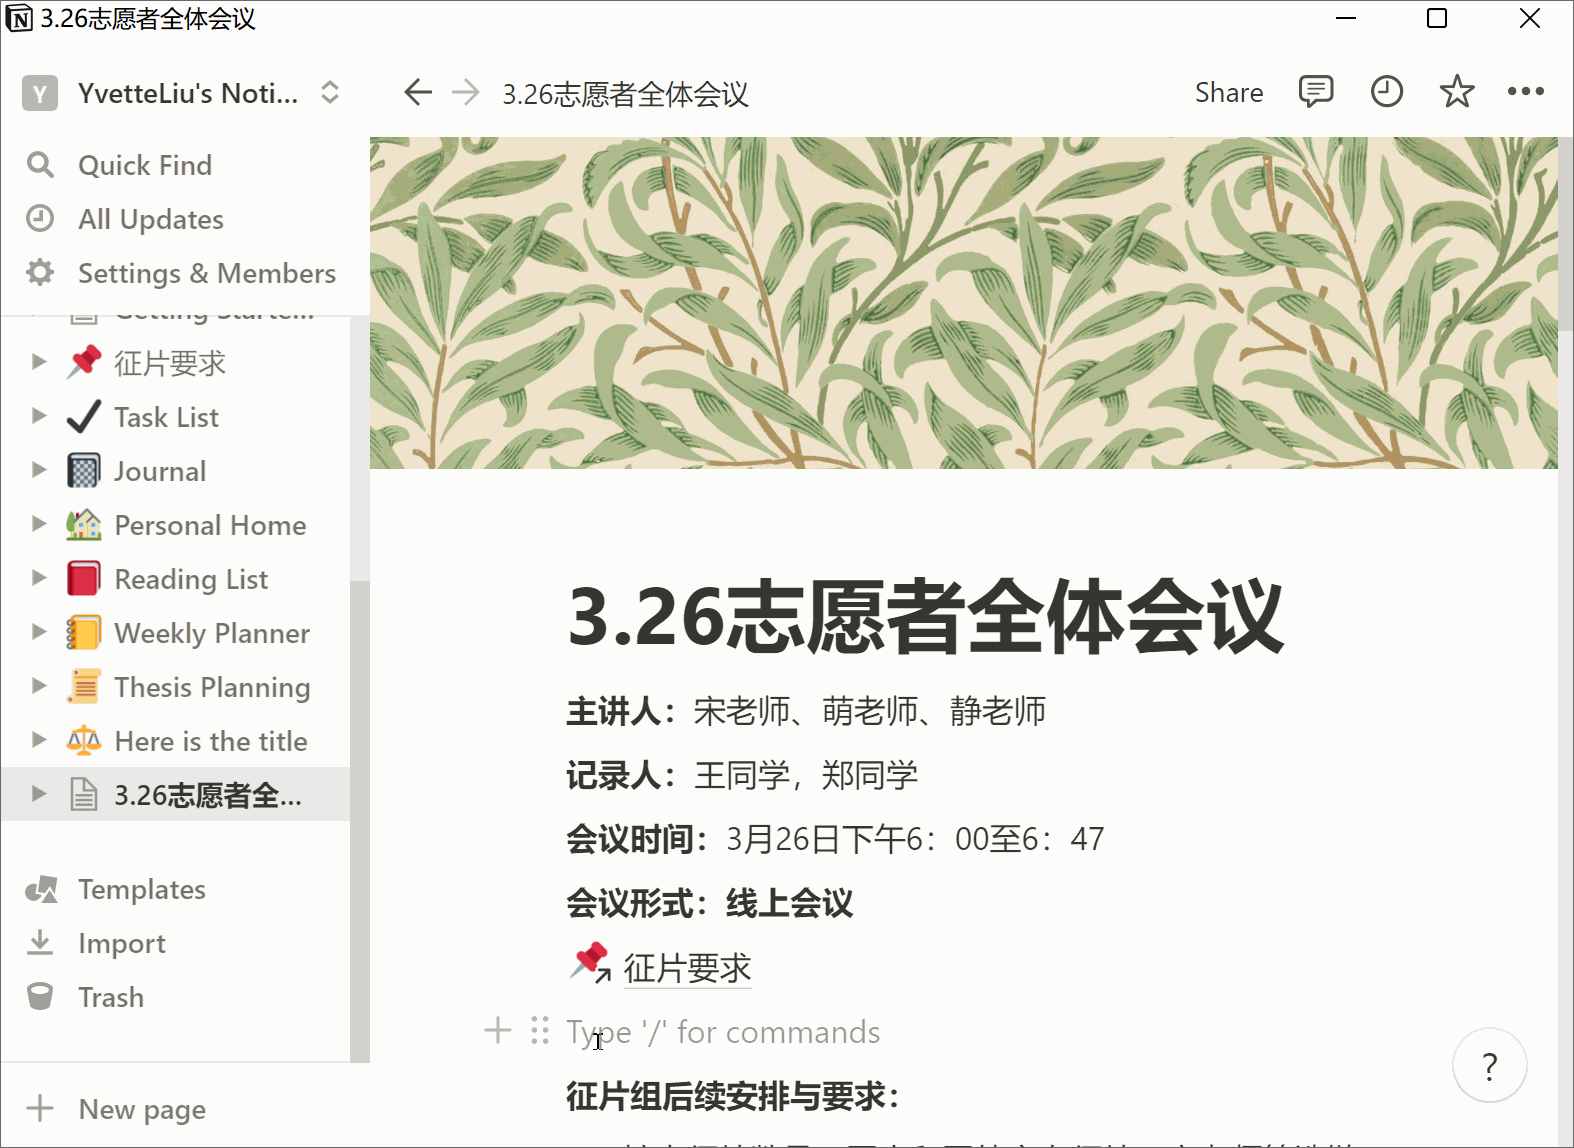 3.26志愿者全体会议
Y YvetteLiu's Noti...
3.26志愿者全体会议
Share
Quick Find
All Updates
Settings & Members
征片要求
Task List
Journal
Personal Home
Reading List
Weekly Planner
Thesis Planning
Here is the title
3.26志愿者全...
Templates
Import
Trash
New page
3.26志愿者全体会议
主讲人：宋老师、萌老师、静老师
记录人：王同学，郑同学
会议时间：3月26日下午6：00至6：47
会议形式：线上会议
征片要求
Type '/' for commands
征片组后续安排与要求：
?